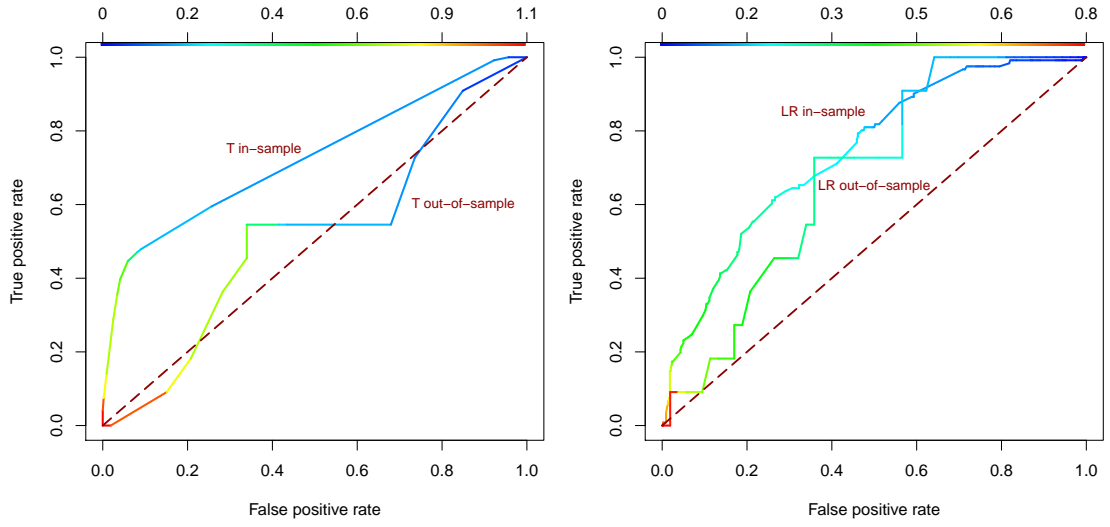 0 0.2 0.4 0.6 0.9 1.1
1.0
0.8
0.6
0.4
0.2
0.0
True positive rate
T in−sample
T out−of−sample
0.0 0.2 0.4 0.6 0.8 1.0
False positive rate
0 0.2 0.3 0.5 0.6 0.8
1.0
0.8
0.6
0.4
0.2
0.0
True positive rate
LR in−sample
LR out−of−sample
0.0 0.2 0.4 0.6 0.8 1.0
False positive rate